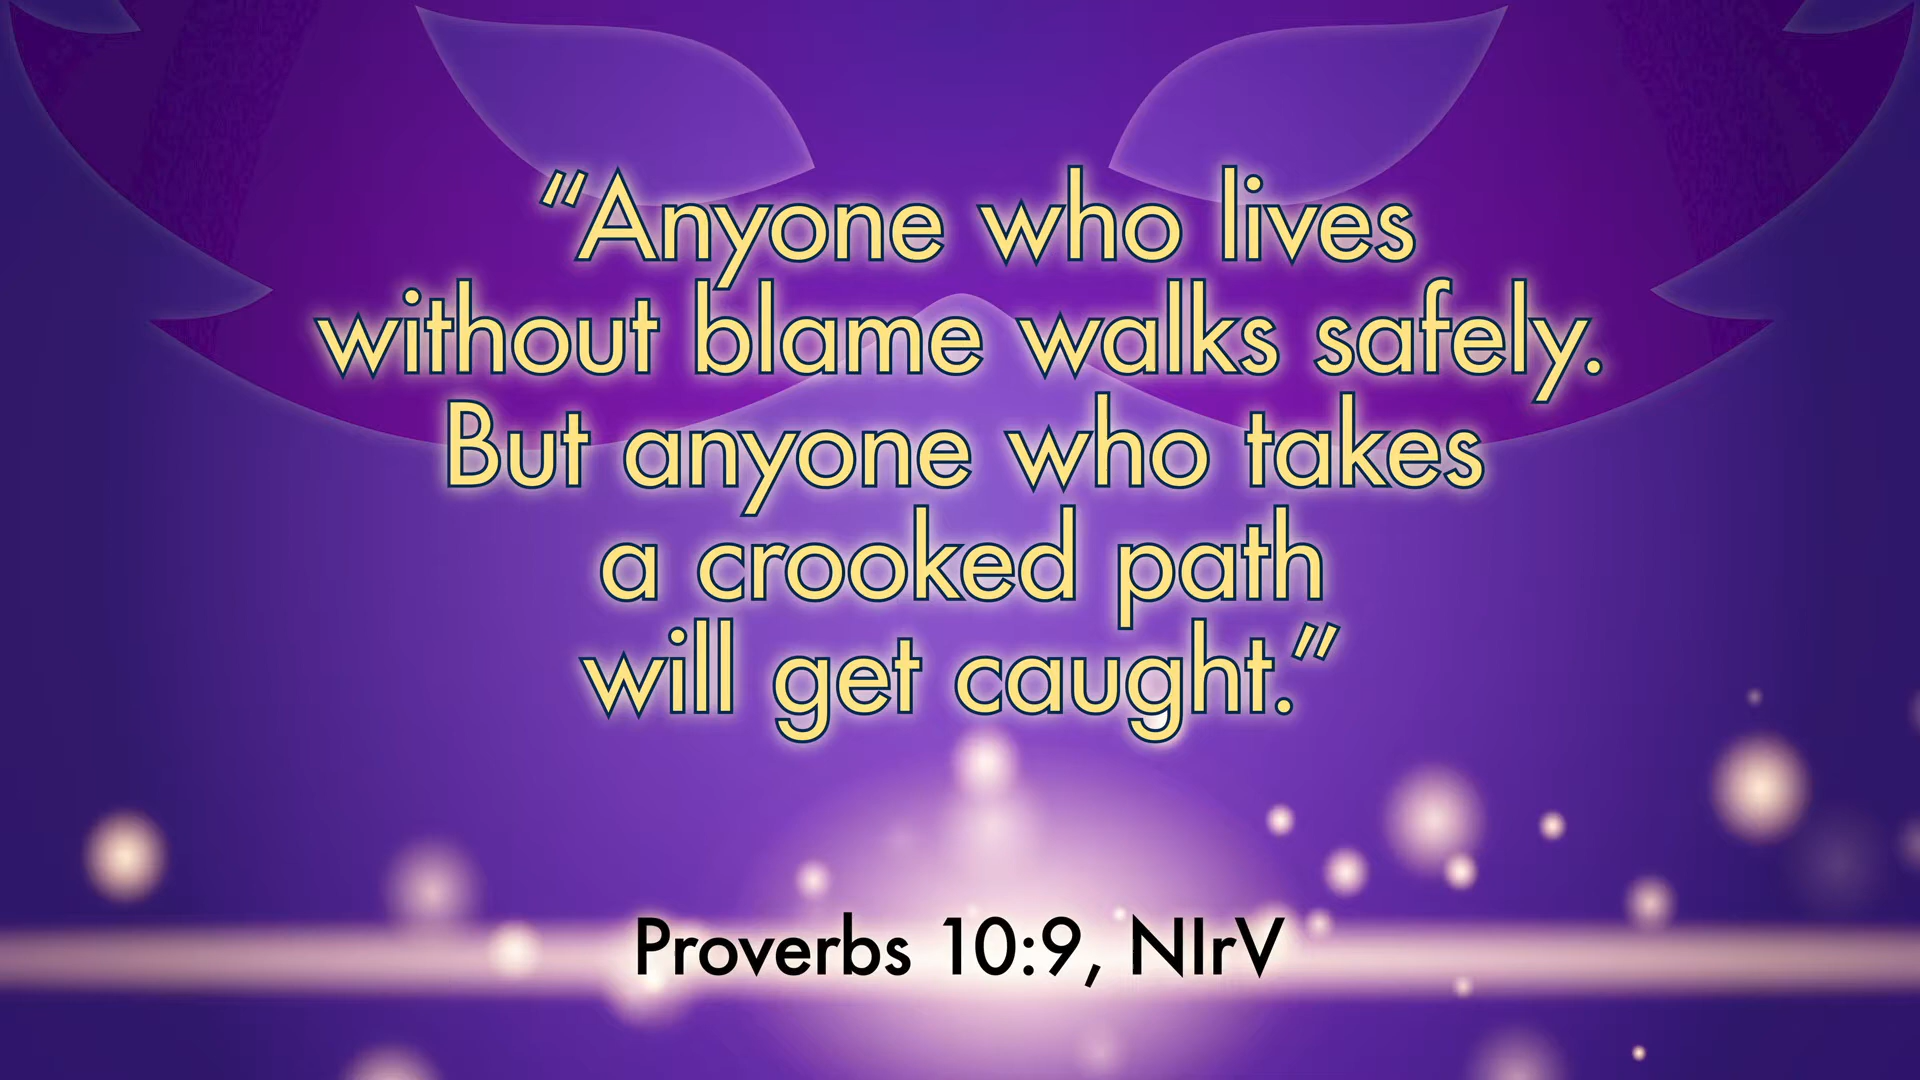 “Anyone who lives
without blame walks safely.
But anyone who takes
a crooked path
will get caught.”
Proverbs 10:9, NIrV